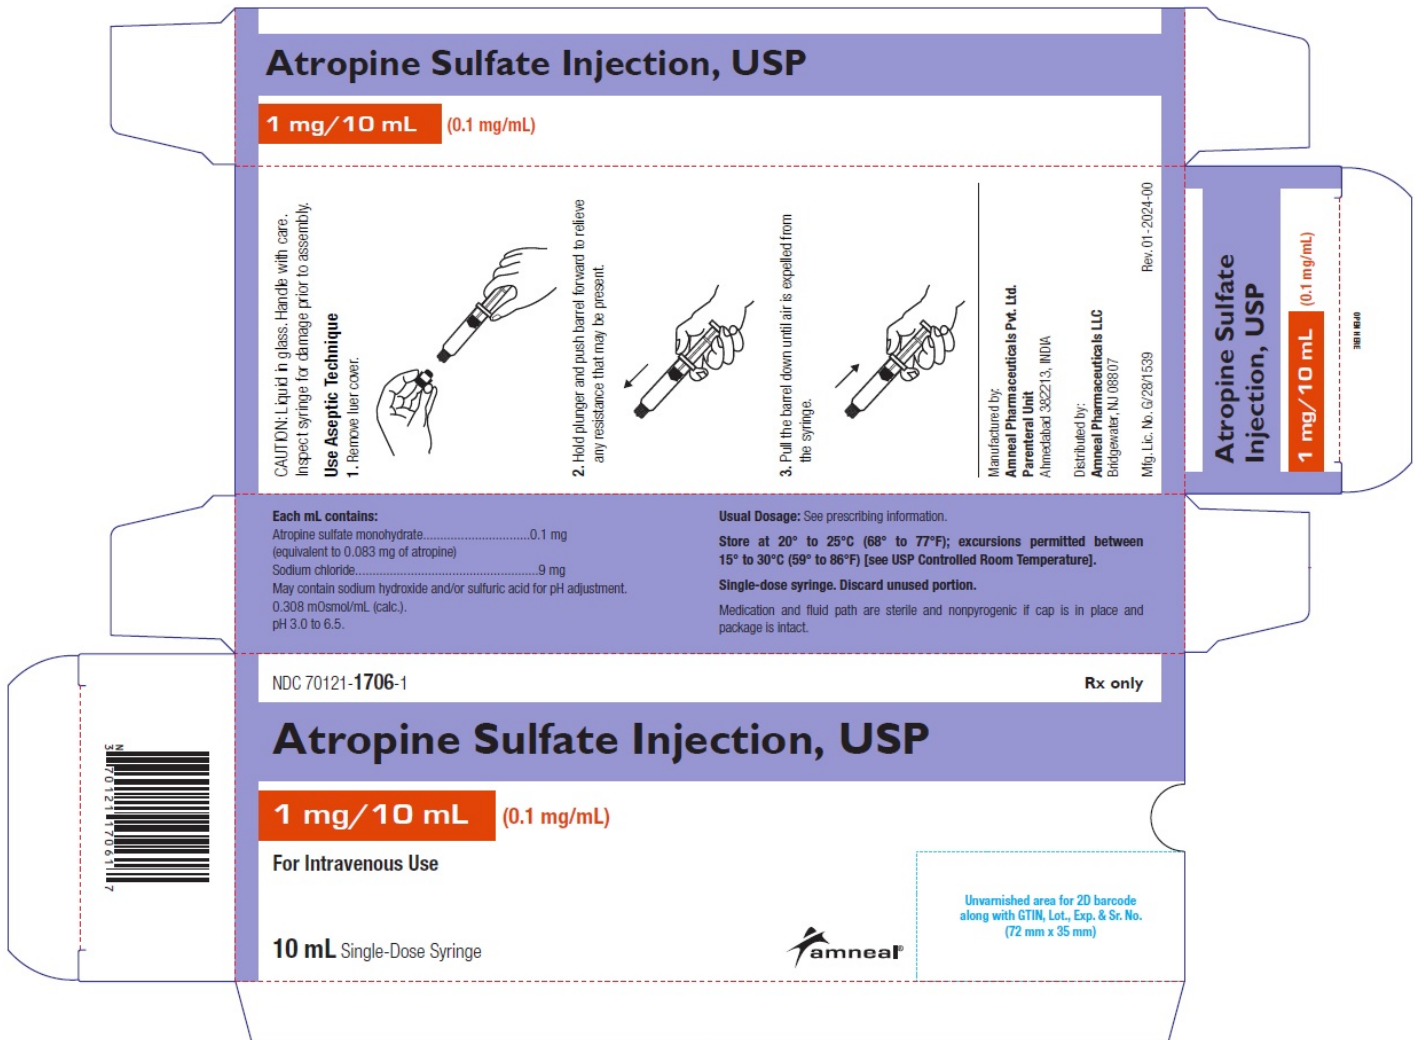 Atropine Sulfate Injection, USP
1 mg/10 mL (0.1 mg/mL)
CAUTION: Liquid in glass. Handle with care.
Inspect syringe for damage prior to assembly.
Use Aseptic Technique
1. Remove luer cover.
2. Hold plunger and push barrel forward to relieve
any resistance that may be present.
3. Pull the barrel down until air is expelled from
the syringe.
Manufactured by:
Amneal Pharmaceuticals Pvt. Ltd.
Parenteral Unit
Ahmedabad 382213, INDIA
Distributed by:
Amneal Pharmaceuticals LLC
Bridgewater, NJ 08807
Mfg. Lic. No. G/28/1539 Rev. 01-2024-00
Atropine Sulfate
Injection, USP
1 mg/10 mL (0.1 mg/mL)
OPEN HERE
Each mL contains:
Atropine sulfate monohydrate..............................0.1 mg
(equivalent to 0.083 mg of atropine)
Sodium chloride....................................................9 mg
May contain sodium hydroxide and/or sulfuric acid for pH adjustment.
0.308 mOsmol/mL (calc.).
pH 3.0 to 6.5.
Usual Dosage: See prescribing information.
Store at 20° to 25°C (68° to 77°F); excursions permitted between
15° to 30°C (59° to 86°F) [see USP Controlled Room Temperature].
Single-dose syringe. Discard unused portion.
Medication and fluid path are sterile and nonpyrogenic if cap is in place and
package is intact.
NDC 70121-1706-1 Rx only
Atropine Sulfate Injection, USP
1 mg/10 mL (0.1 mg/mL)
For Intravenous Use
10 mL Single-Dose Syringe
amneal®
Unvarnished area for 2D barcode
along with GTIN, Lot., Exp. & Sr. No.
(72 mm x 35 mm)
N
3 70121 17061 7